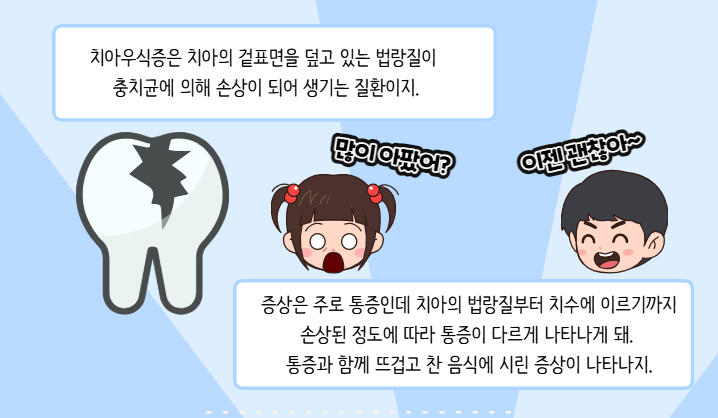 치아우식증은 치아의 겉표면을 덮고 있는 법랑질이
충치균에 의해 손상이 되어 생기는 질환이지.
많이 아팠어?
이젠 괜찮아~
증상은 주로 통증인데 치아의 법랑질부터 치수에 이르기까지
손상된 정도에 따라 통증이 다르게 나타나게 돼.
통증과 함께 뜨겁고 찬 음식에 시린 증상이 나타나지.